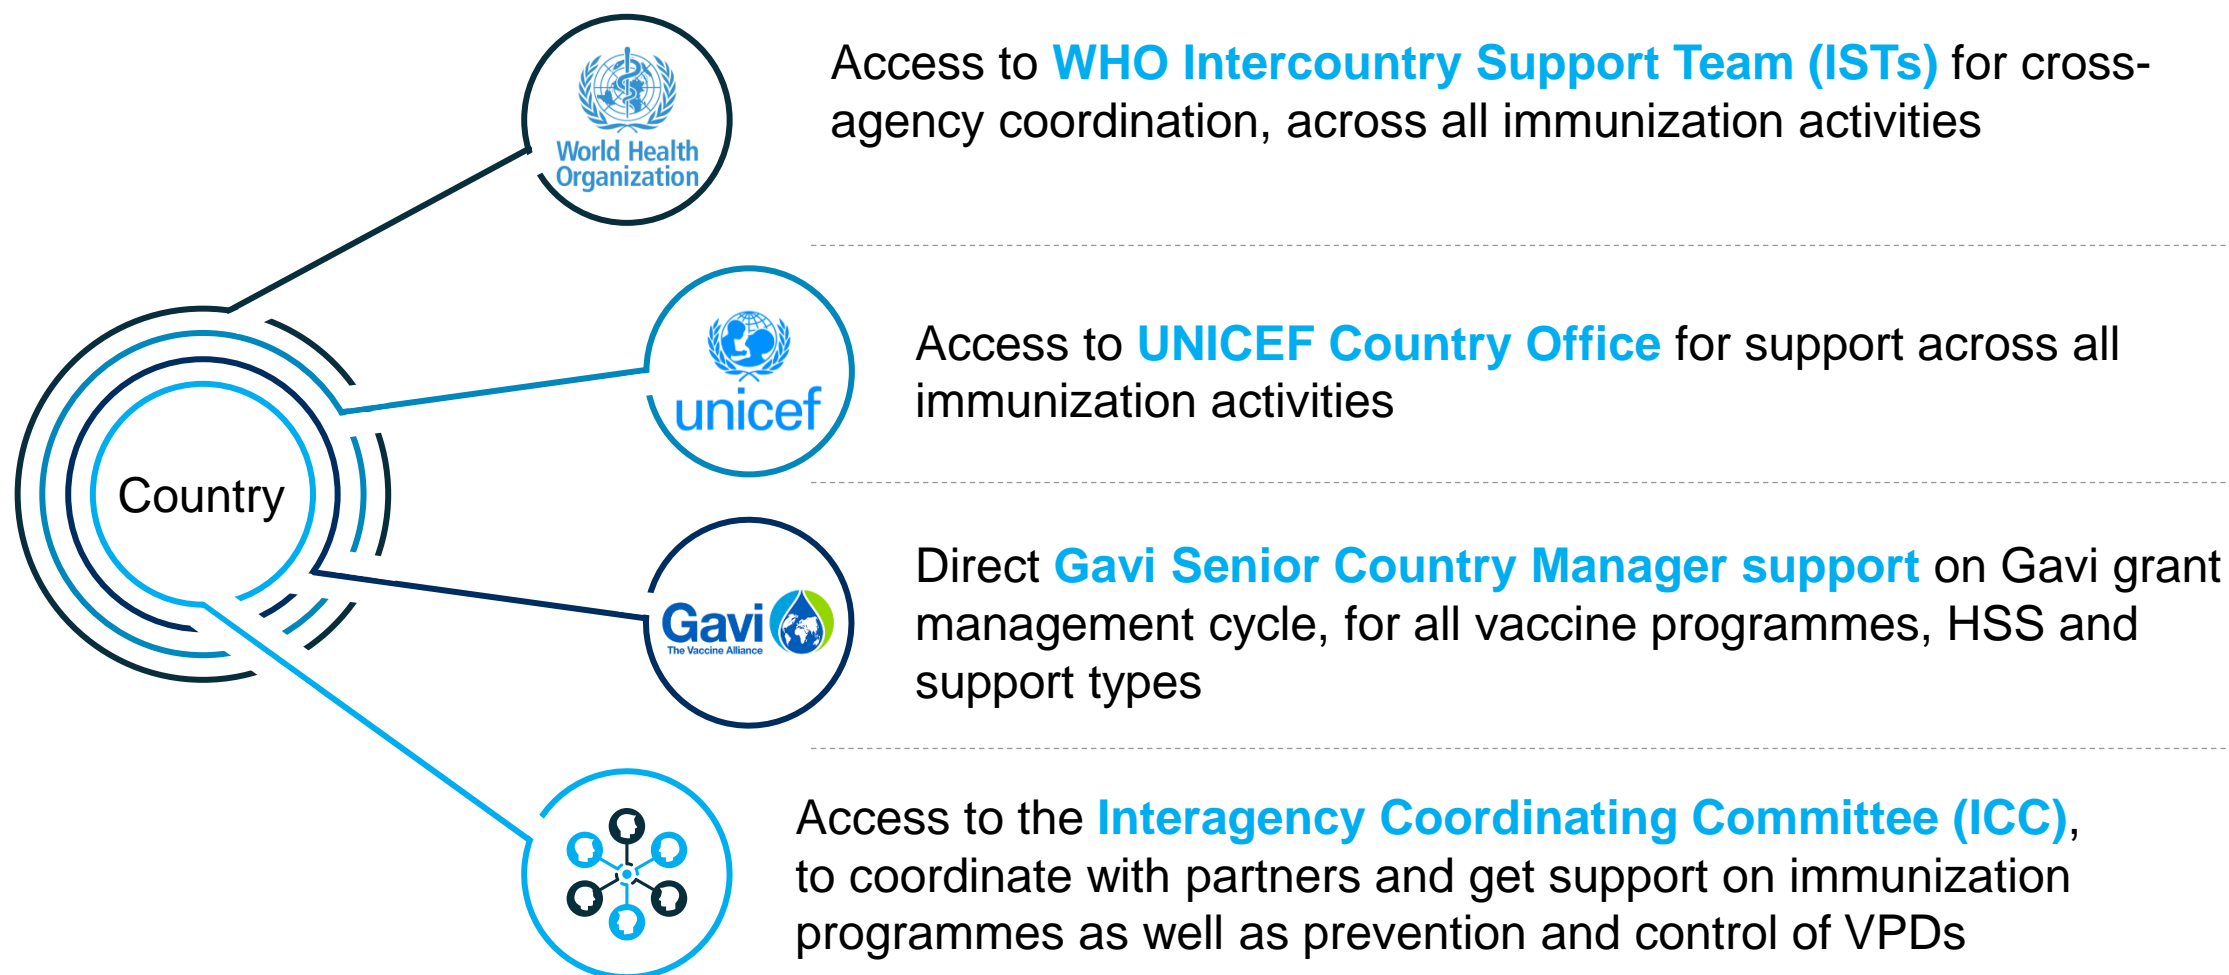 World Health
Organization
Access to WHO Intercountry Support Team (ISTs) for cross-
agency coordination, across all immunization activities
unicef
Access to UNICEF Country Office for support across all
immunization activities
Country
Gavi
The Vaccine Alliance
Direct Gavi Senior Country Manager support on Gavi grant
management cycle, for all vaccine programmes, HSS and
support types
Access to the Interagency Coordinating Committee (ICC),
to coordinate with partners and get support on immunization
programmes as well as prevention and control of VPDs